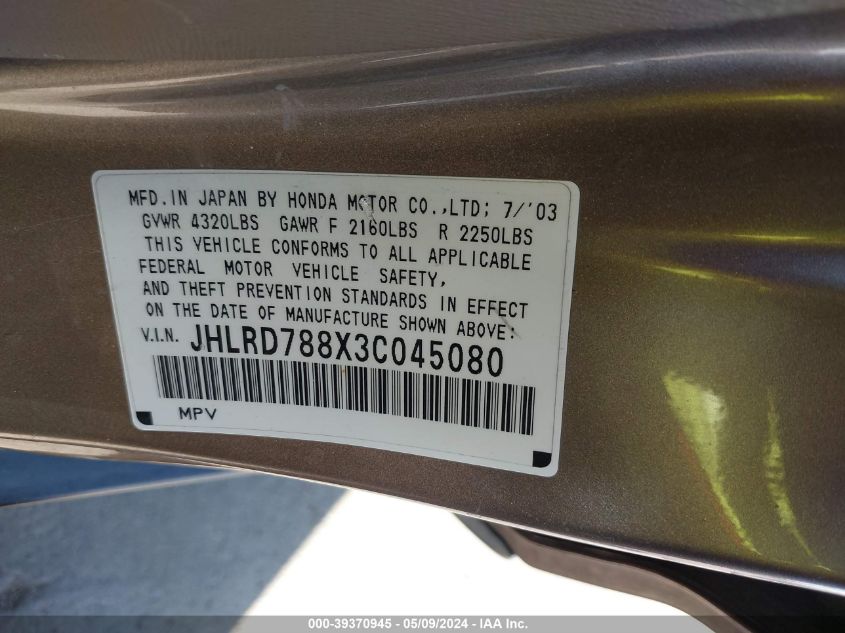 MFD. IN JAPAN BY HONDA MOTOR CO.,LTD; 7/'03
GVWR 4320LBS GAWR F 2160LBS R 2250LBS
THIS VEHICLE CONFORMS TO ALL APPLICABLE
FEDERAL MOTOR VEHICLE SAFETY,
AND THEFT PREVENTION STANDARDS IN EFFECT
ON THE DATE OF MANUFACTURE SHOWN ABOVE:
V.I.N. JHLRD788X3C045080
MPV
000-39370945 - 05/09/2024 - IAA Inc.